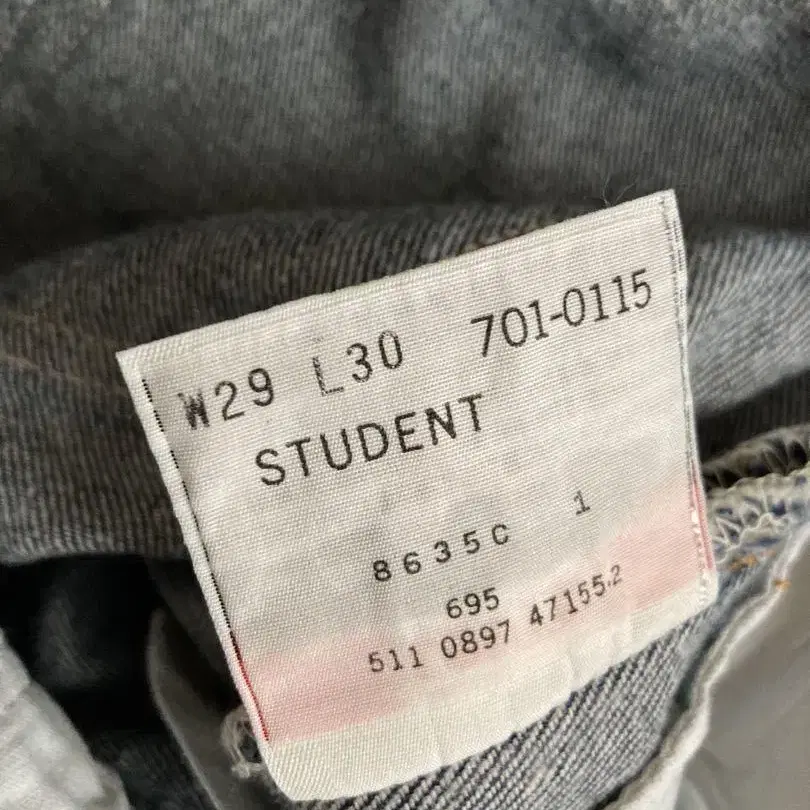 W29 L30 701-0115
STUDENT
8635C 1
695
511 0897 47155.2